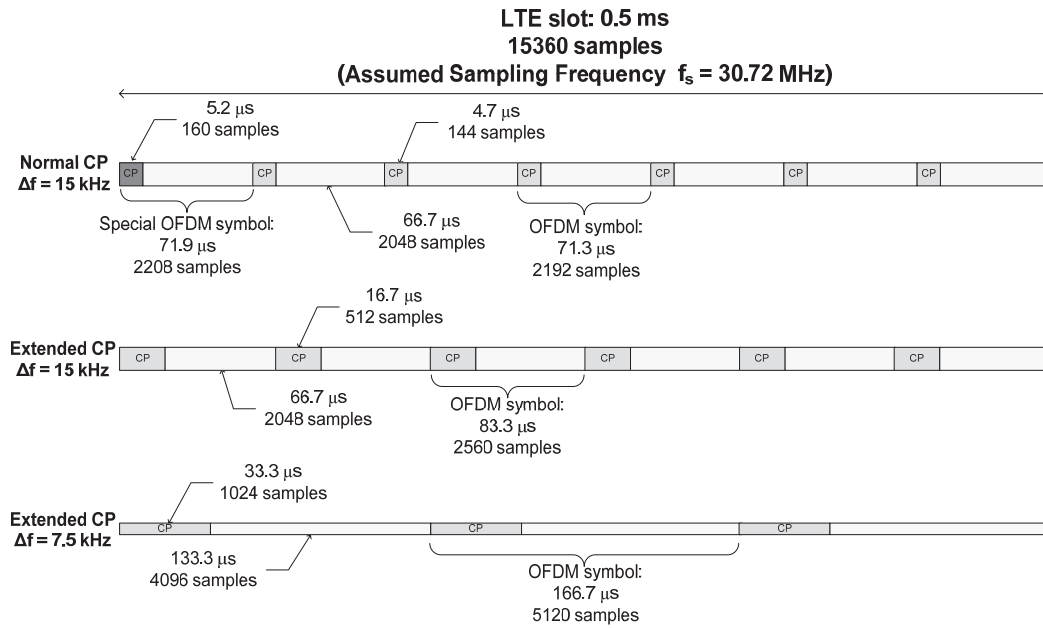 LTE slot: 0.5 ms
15360 samples
(Assumed Sampling Frequency fs = 30.72 MHz)
5.2 μs
160 samples
4.7 μs
144 samples
Normal CP
Δf = 15 kHz
CP CP CP CP CP CP CP
Special OFDM symbol:
71.9 μs
2208 samples
66.7 μs
2048 samples
OFDM symbol:
71.3 μs
2192 samples
16.7 μs
512 samples
Extended CP
Δf = 15 kHz
CP CP CP CP CP CP
66.7 μs
2048 samples
OFDM symbol:
83.3 μs
2560 samples
33.3 μs
1024 samples
Extended CP
Δf = 7.5 kHz
CP CP CP
133.3 μs
4096 samples
OFDM symbol:
166.7 μs
5120 samples